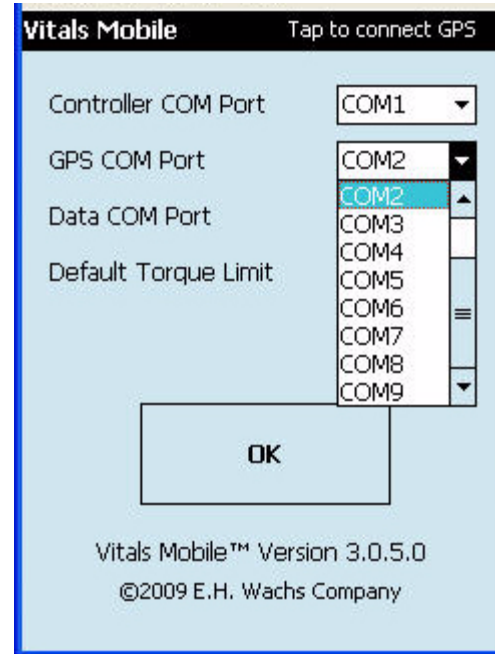 Vitals Mobile Tap to connect GPS
Controller COM Port COM1
GPS COM Port COM2
COM2
Data COM Port
COM3
COM4
Default Torque Limit
COM5
COM6
COM7
COM8
COM9
OK
Vitals Mobile™ Version 3.0.5.0
©2009 E.H. Wachs Company